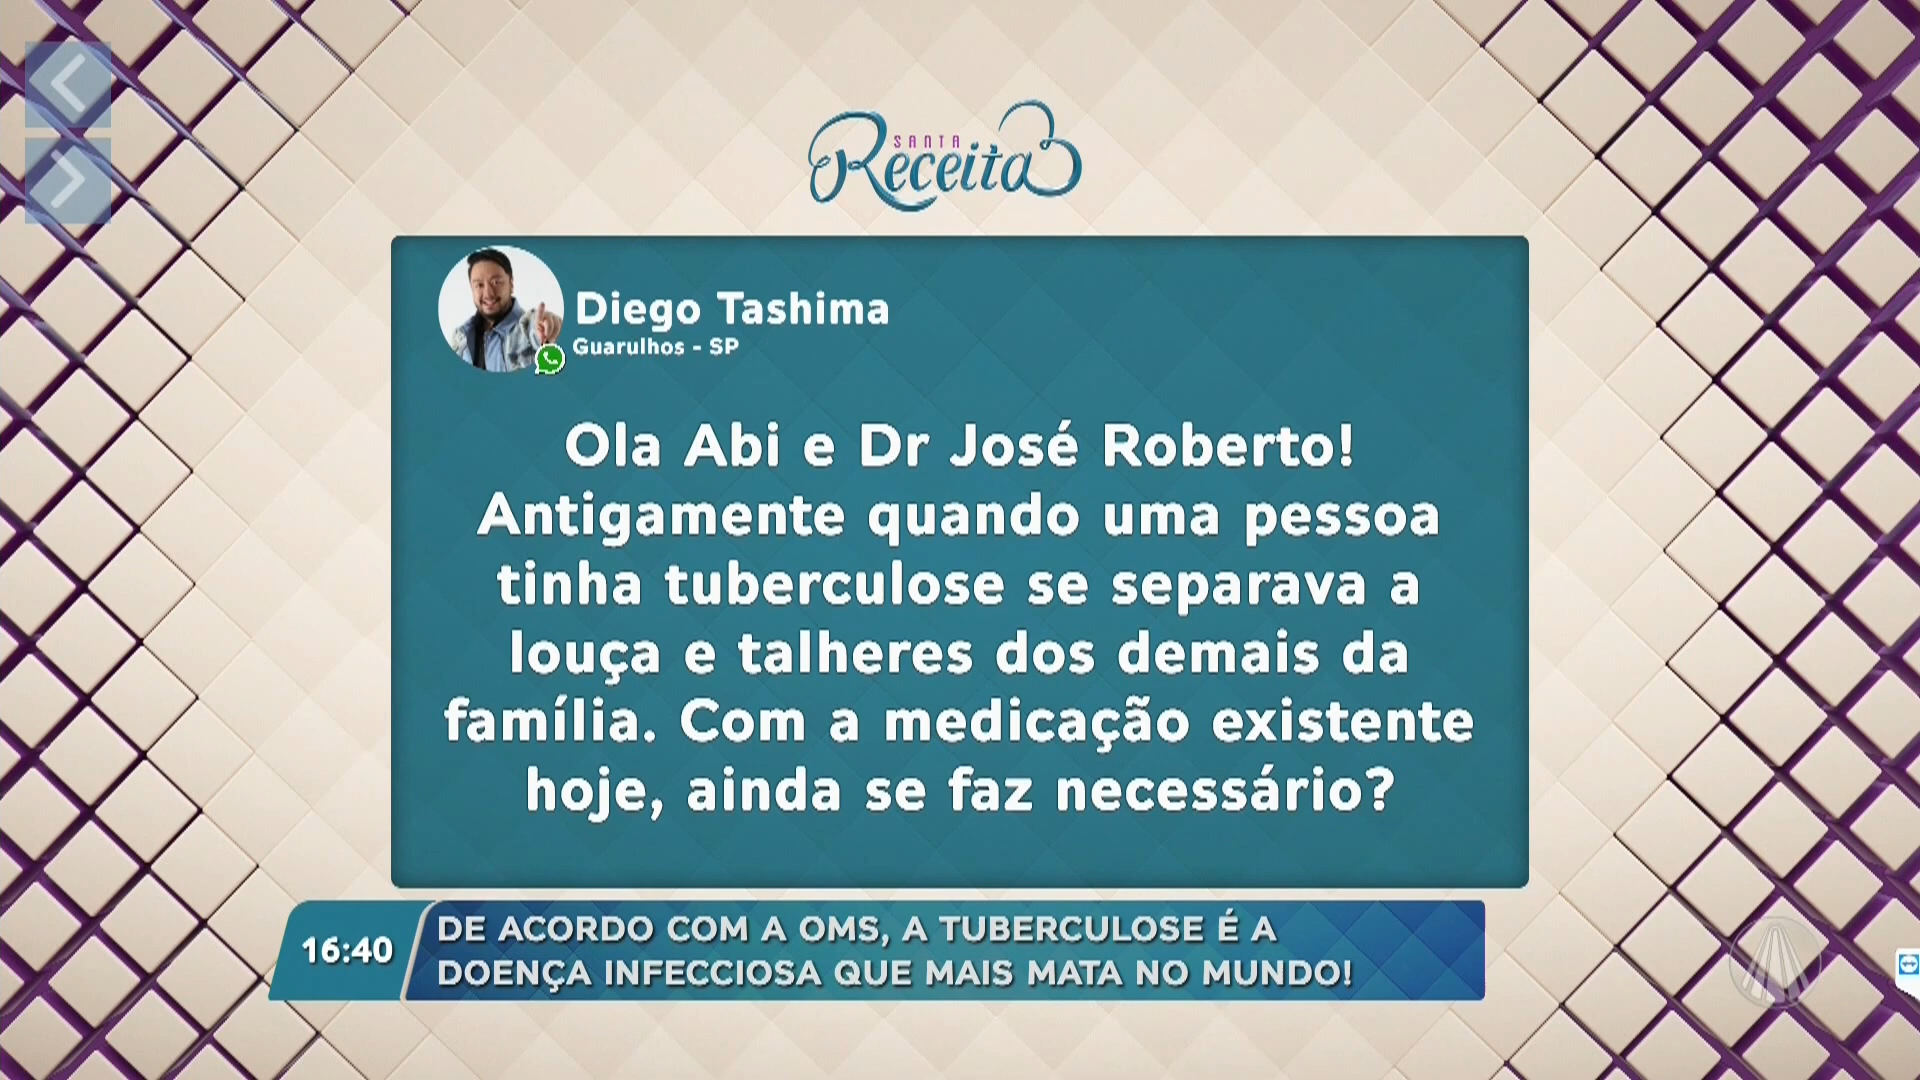 SANTA
Receita
Diego Tashima
Guarulhos - SP
Ola Abi e Dr José Roberto!
Antigamente quando uma pessoa
tinha tuberculose se separava a
louça e talheres dos demais da
família. Com a medicação existente
hoje, ainda se faz necessário?
16:40
DE ACORDO COM A OMS, A TUBERCULOSE É A
DOENÇA INFECCIOSA QUE MAIS MATA NO MUNDO!